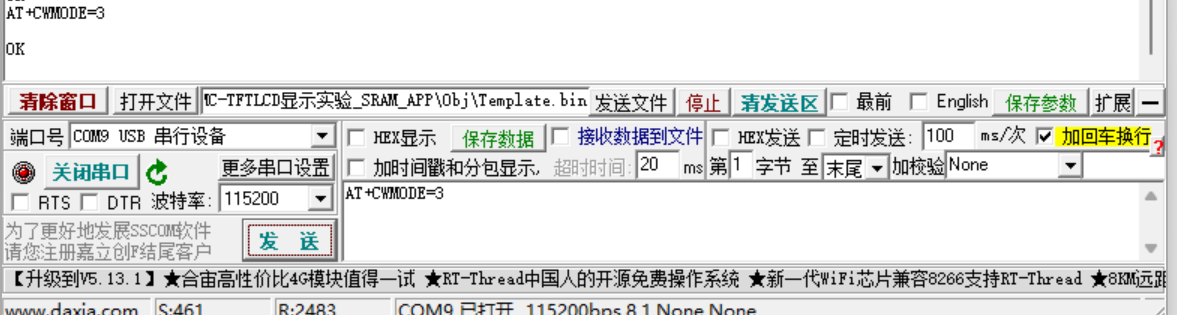 AT+CWMODE=3
OK
清除窗口 打开文件 C-TFTLCD显示实验_SRAM_APP\Obj\Template.bin 发送文件 停止 清发送区 最前 English 保存参数 扩展 —
端口号 COM9 USB 串行设备 HEX显示 保存数据 接收数据到文件 HEX发送 定时发送: 100 ms/次 加回车换行 ?
关闭串口 更多串口设置 加时间戳和分包显示, 超时时间: 20 ms 第 1 字节 至 末尾 加校验 None
RTS DTR 波特率: 115200 AT+CWMODE=3
为了更好地发展SSCOM软件
请您注册嘉立创F结尾客户
发 送
【升级到V5.13.1】★合宙高性价比4G模块值得一试 ★RT-Thread中国人的开源免费操作系统 ★新一代WiFi芯片兼容8266支持RT-Thread ★8KM远距
www.daxia.com S:461 R:2483 COM9 已打开 115200bps,8,1,None,None